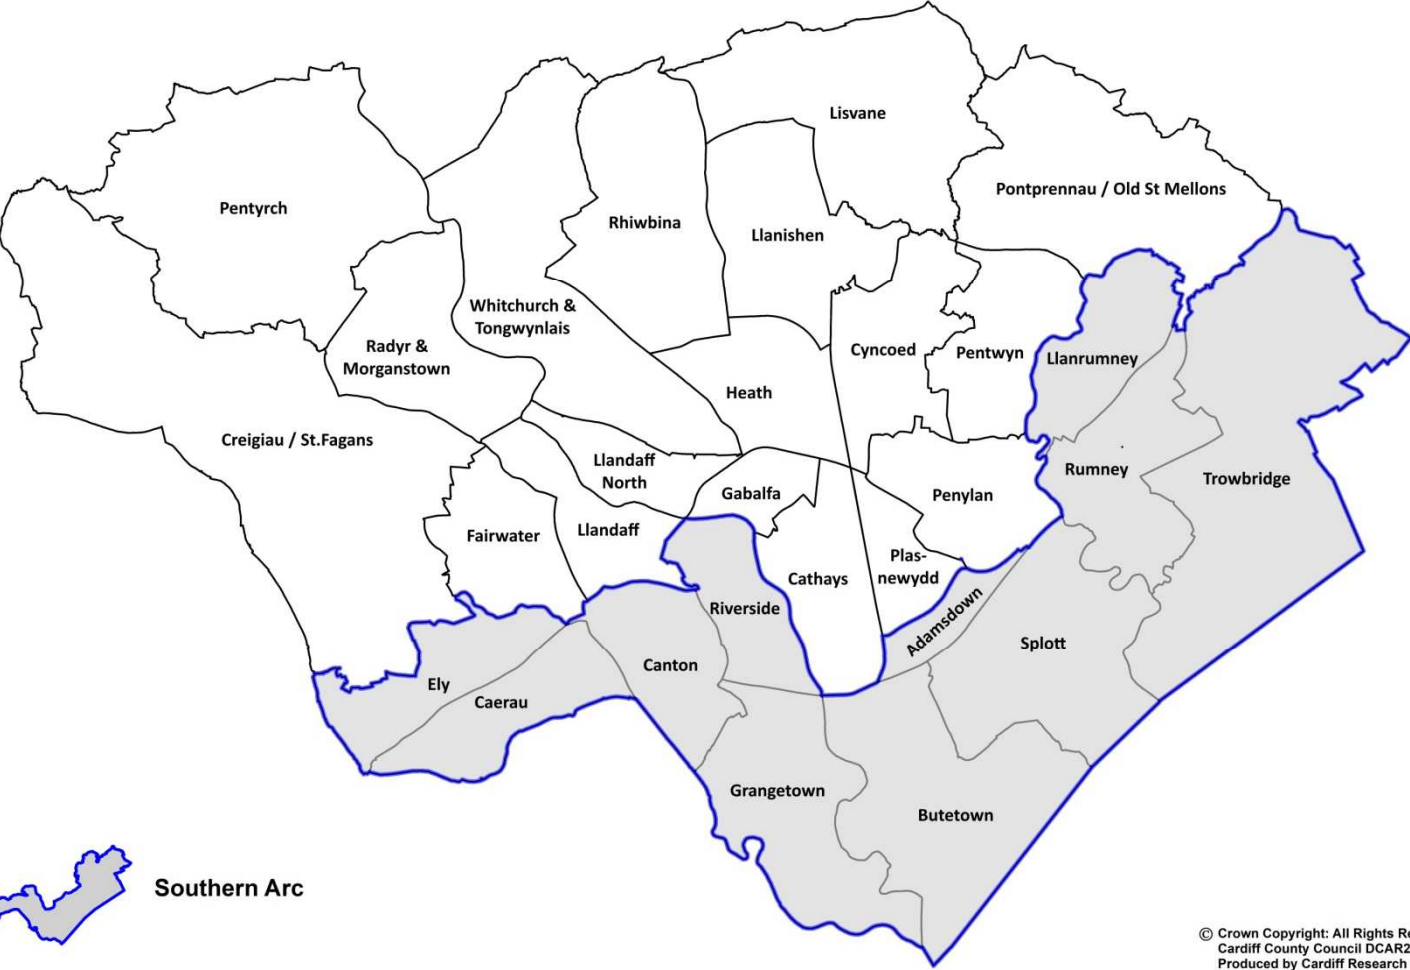 Lisvane
Pontprennau / Old St Mellons
Pentyrch
Rhiwbina
Llanishen
Whitchurch &
Tongwynlais
Radyr &
Morganstown
Cyncoed
Pentwyn
Llanrumney
Heath
Creigiau / St.Fagans
Llandaff
North
Rumney
Trowbridge
Gabalfa
Penylan
Fairwater
Llandaff
Cathays
Plas-
newydd
Riverside
Adamsdown
Splott
Canton
Ely
Caerau
Grangetown
Butetown
Southern Arc
© Crown Copyright: All Rights Re
Cardiff County Council DCAR2
Produced by Cardiff Research